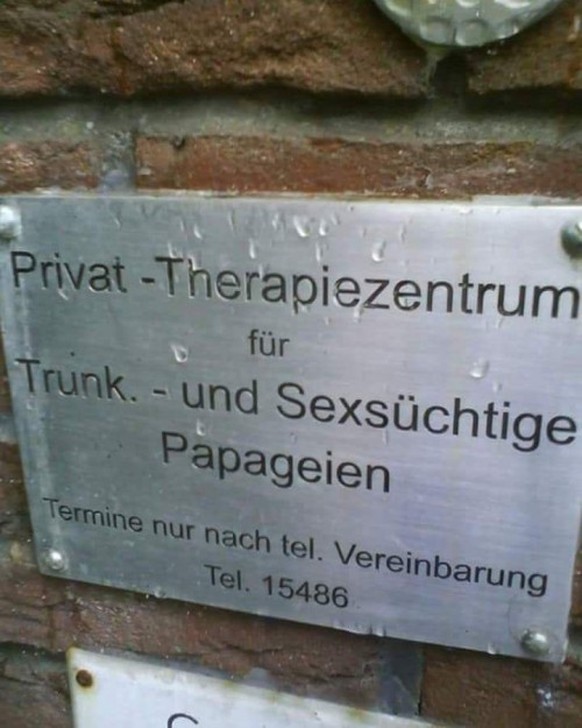 Privat -Therapiezentrum
für
Trunk. - und Sexsüchtige
Papageien
Termine nur nach tel. Vereinbarung
Tel. 15486